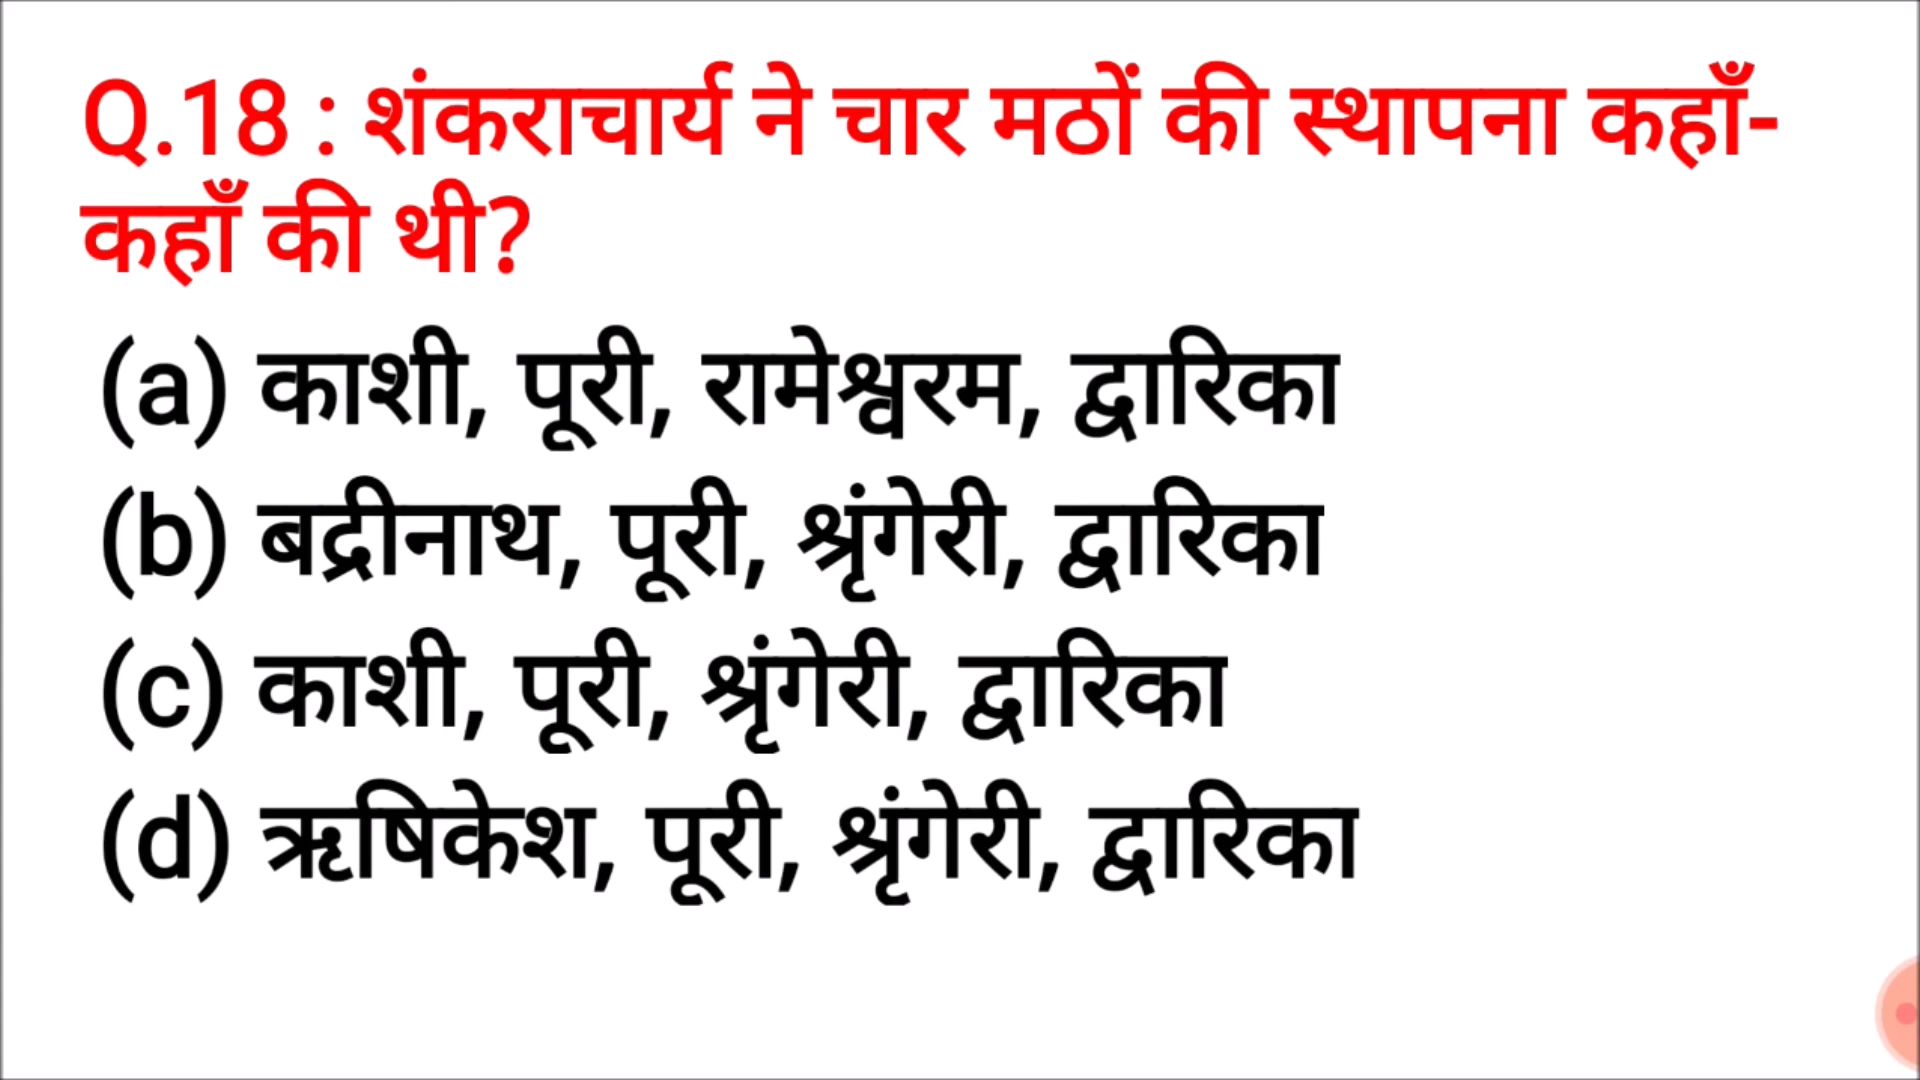 Q.18 : शंकराचार्य ने चार मठों की स्थापना कहाँ-
कहाँ की थी?
(a) काशी, पूरी, रामेश्वरम, द्वारिका
(b) बद्रीनाथ, पूरी, श्रृंगेरी, द्वारिका
(c) काशी, पूरी, श्रृंगेरी, द्वारिका
(d) ऋषिकेश, पूरी, श्रृंगेरी, द्वारिका